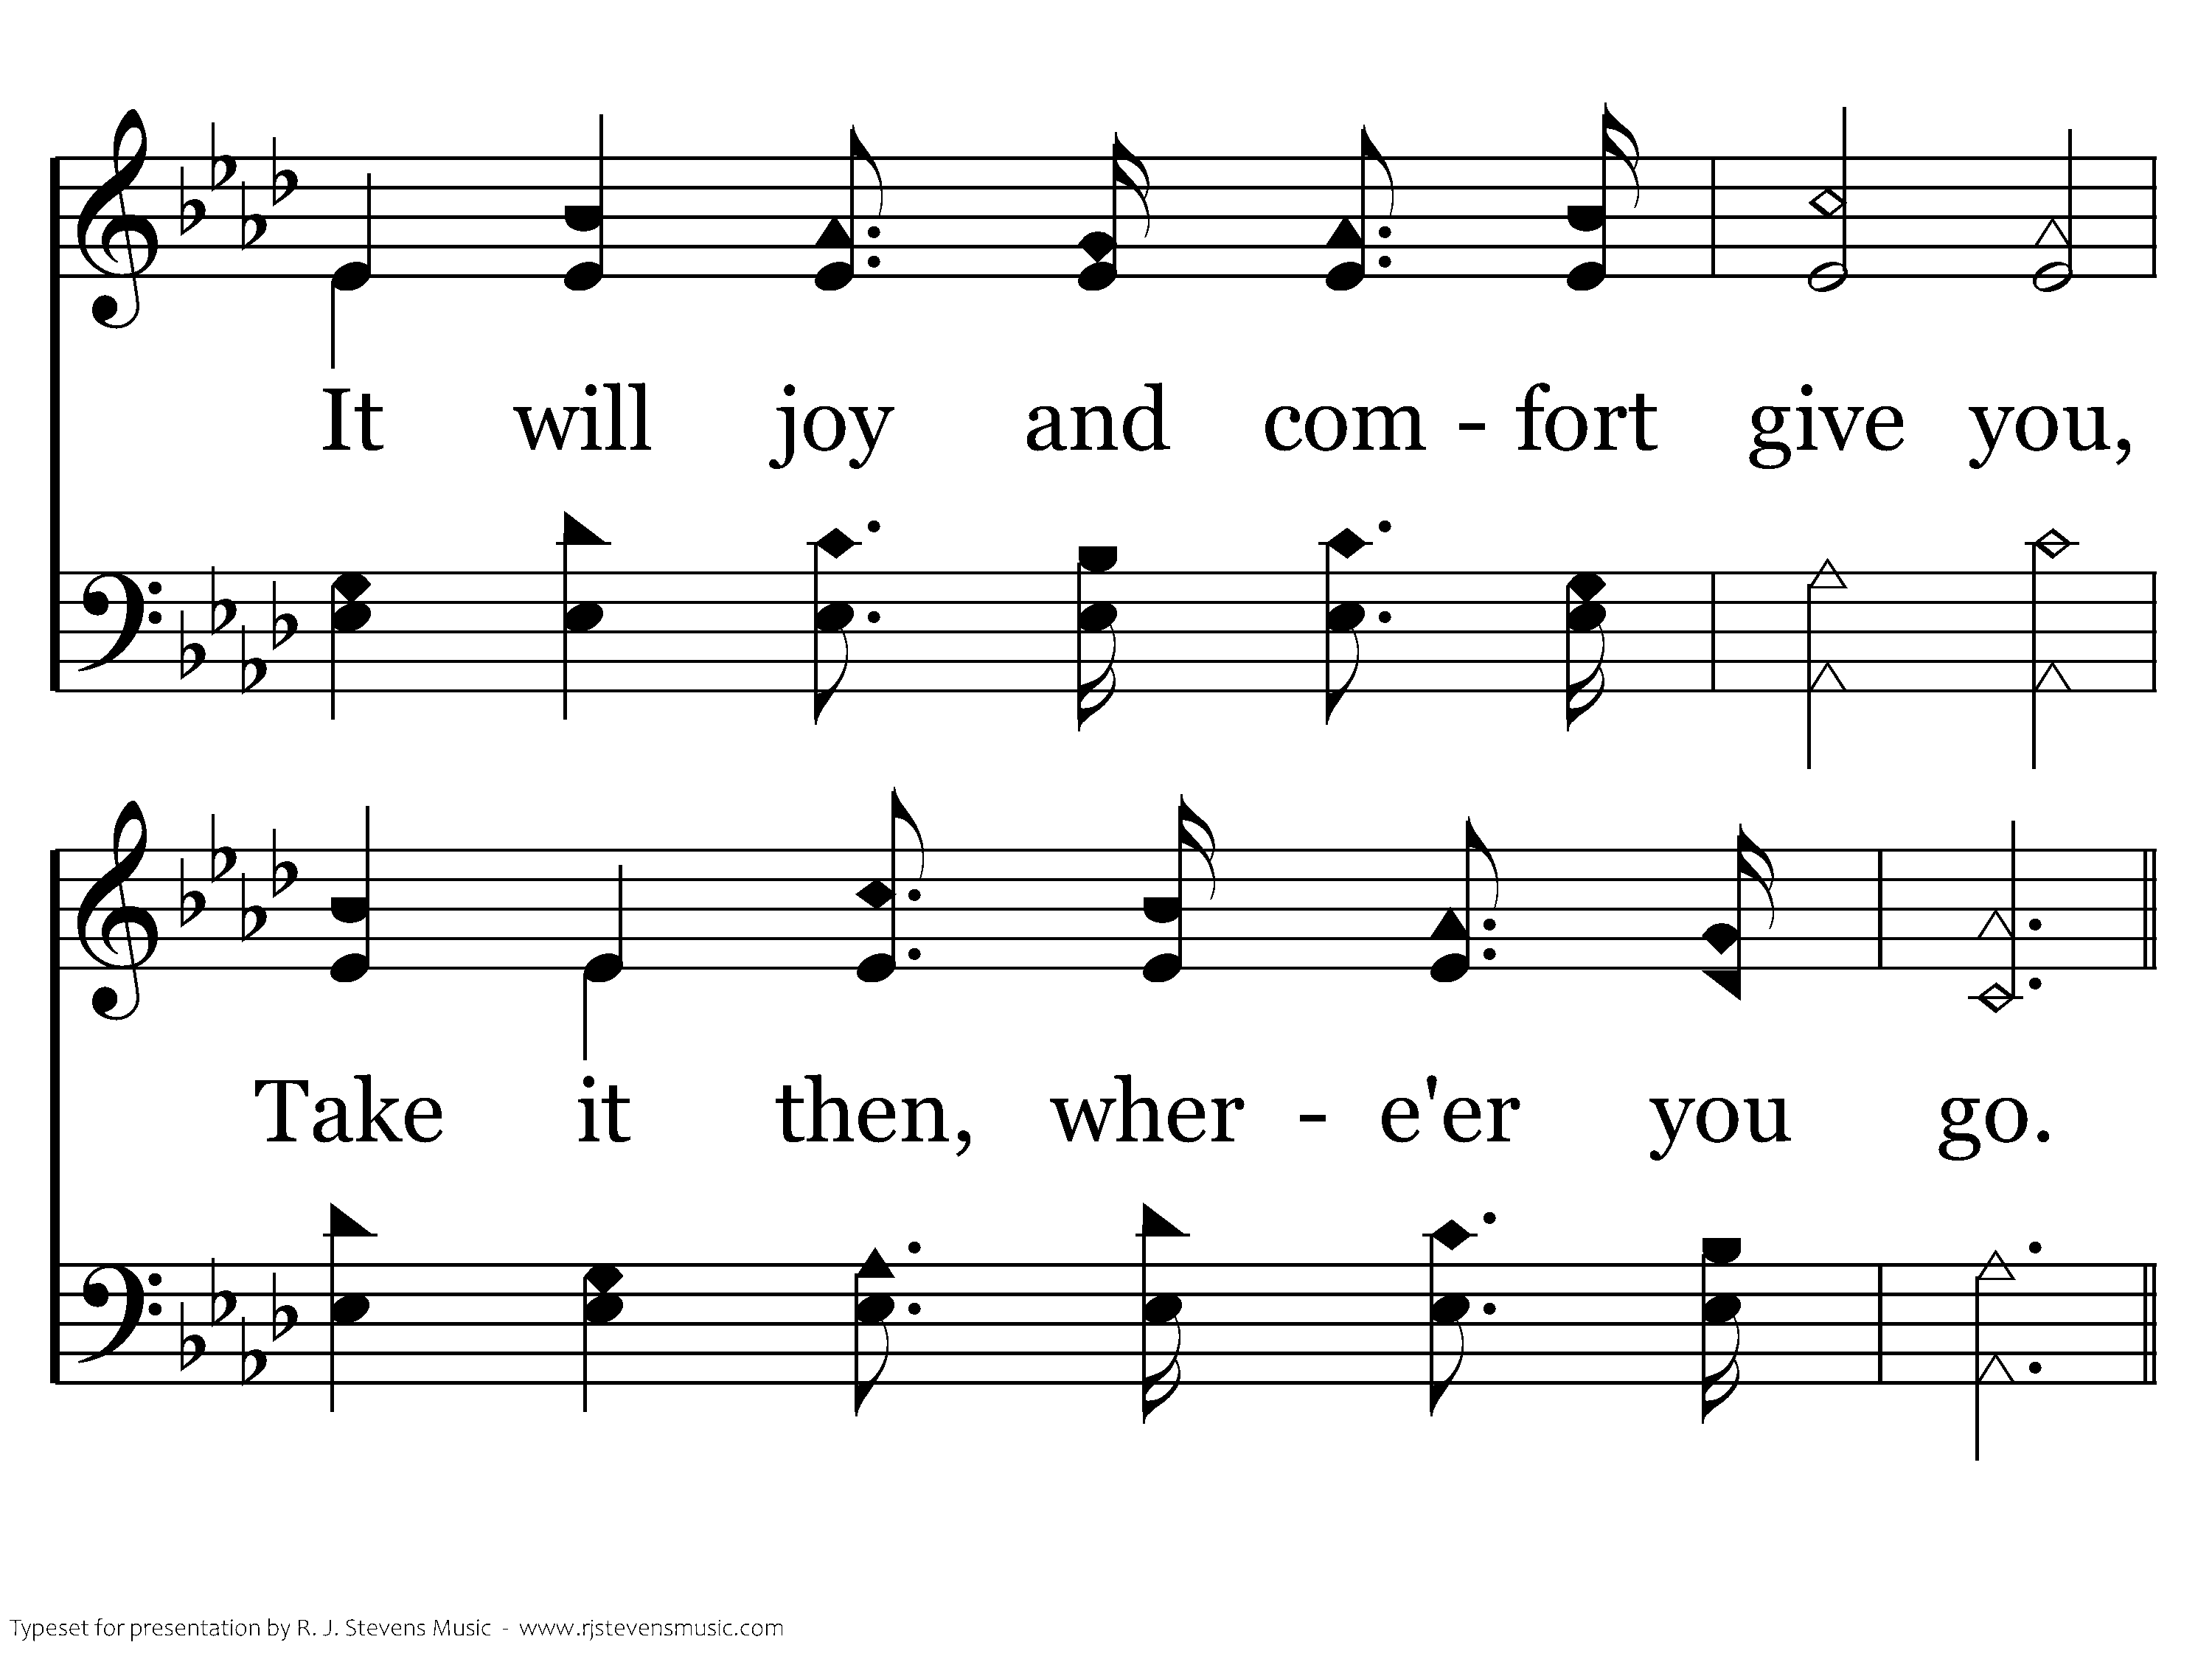 It will joy and com - fort give you,
Take it then, wher - e'er you go.
Typeset for presentation by R. J. Stevens Music - www.rjstevensmusic.com